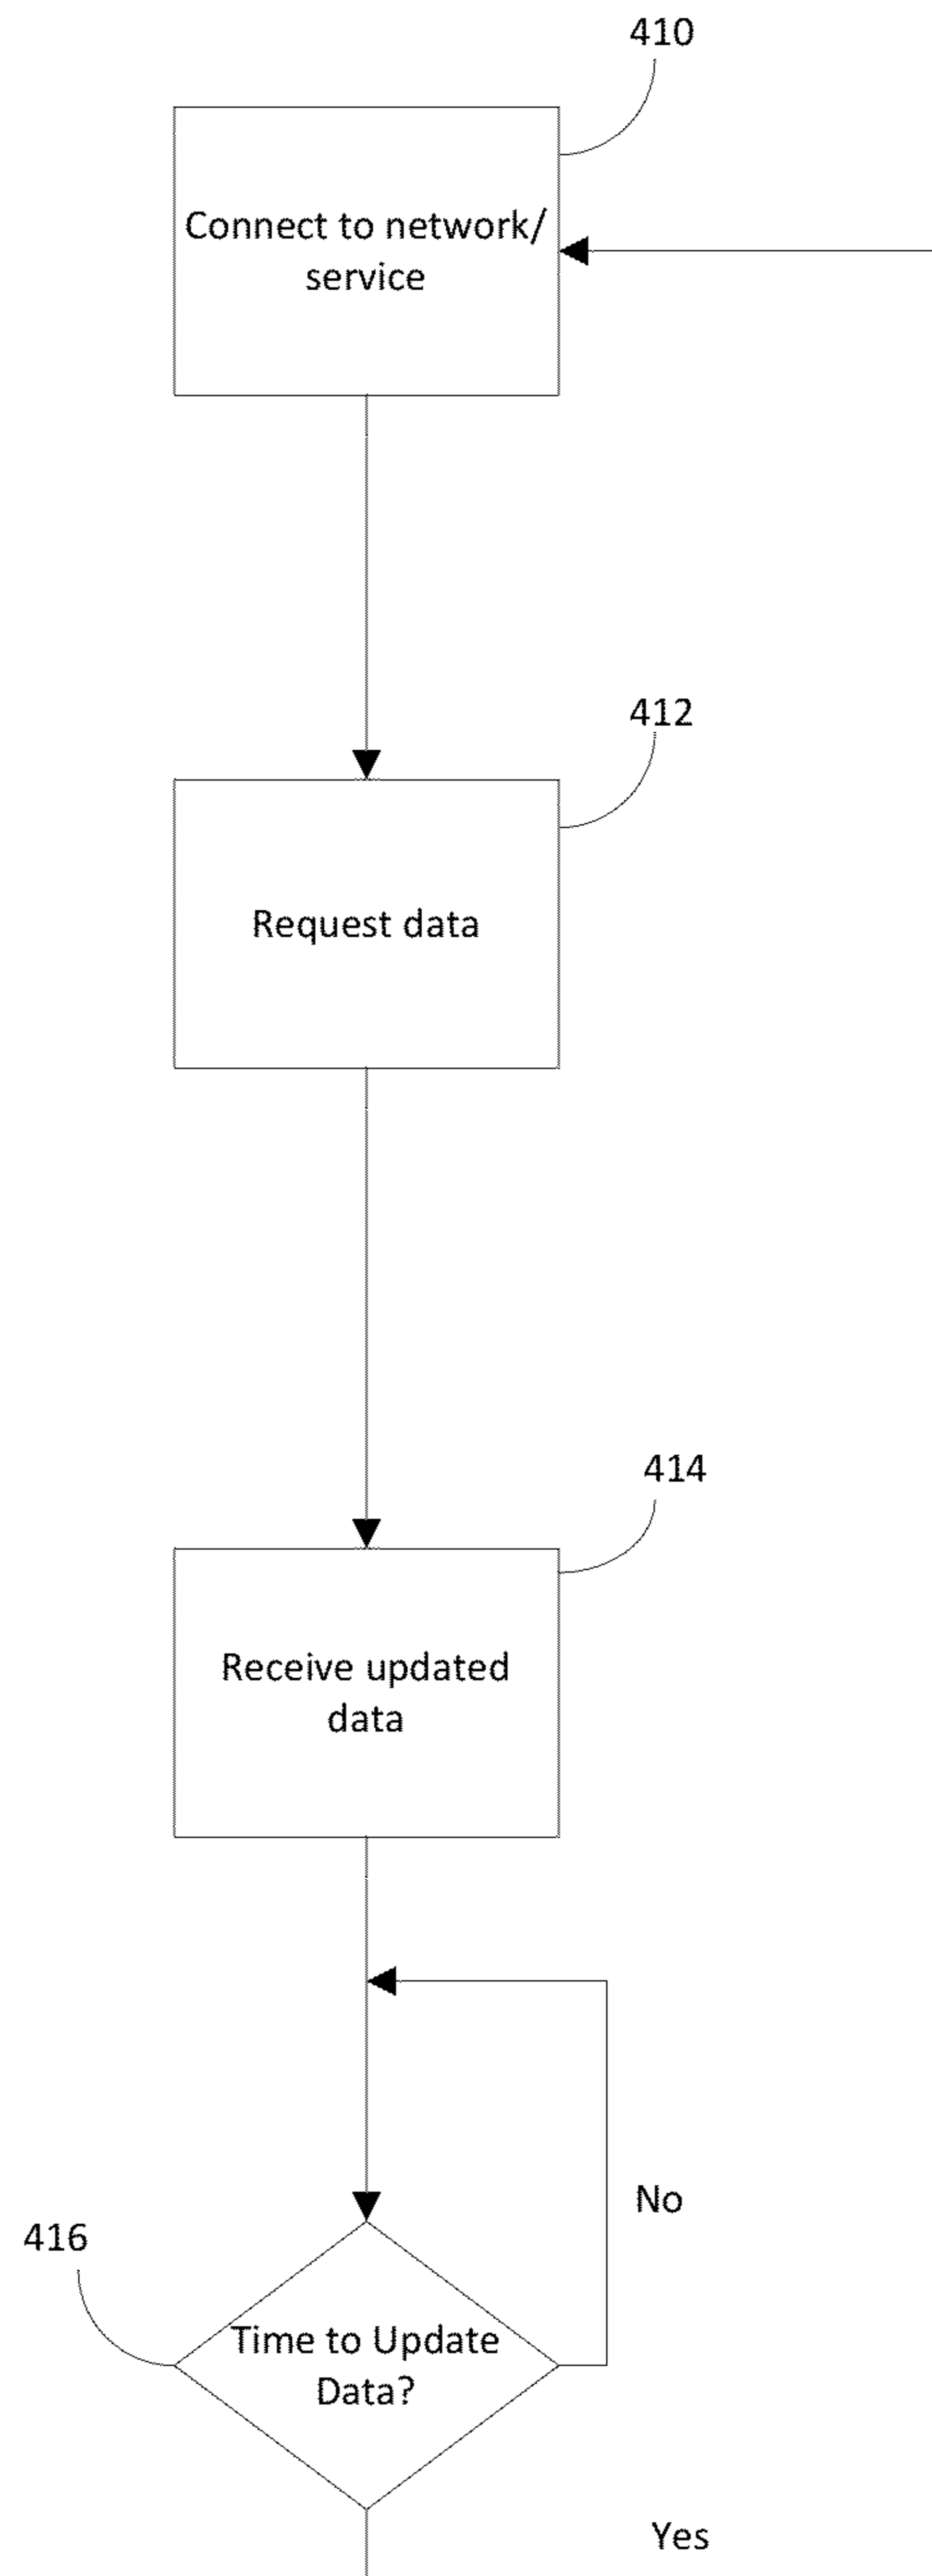 410
Connect to network/
service
412
Request data
414
Receive updated
data
No
416
Time to Update
Data?
Yes